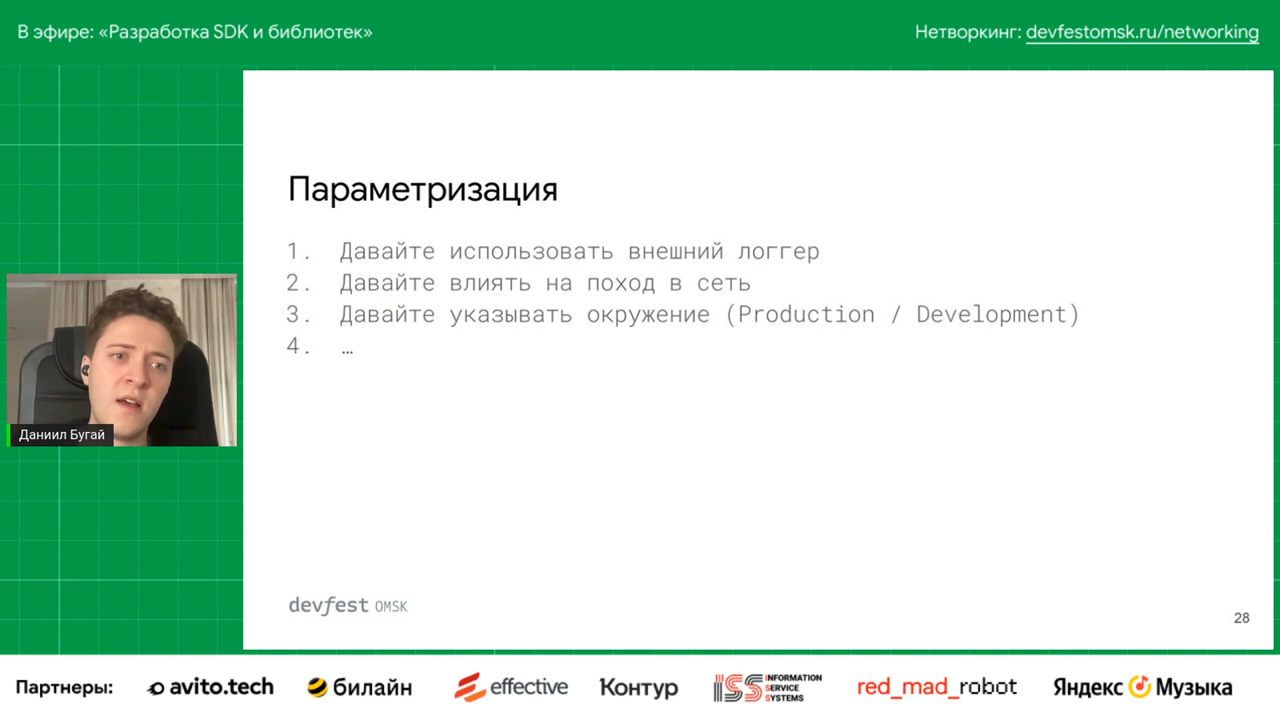 В эфире: «Разработка SDK и библиотек»
Нетворкинг: devfestomsk.ru/networking
Параметризация
1. Давайте использовать внешний логгер
2. Давайте влиять на поход в сеть
3. Давайте указывать окружение (Production / Development)
4. …
Даниил Бугай
devfest OMSK
28
Партнеры: avito.tech билайн effective Контур ISS INFORMATION SERVICE SYSTEMS red_mad_robot Яндекс Музыка